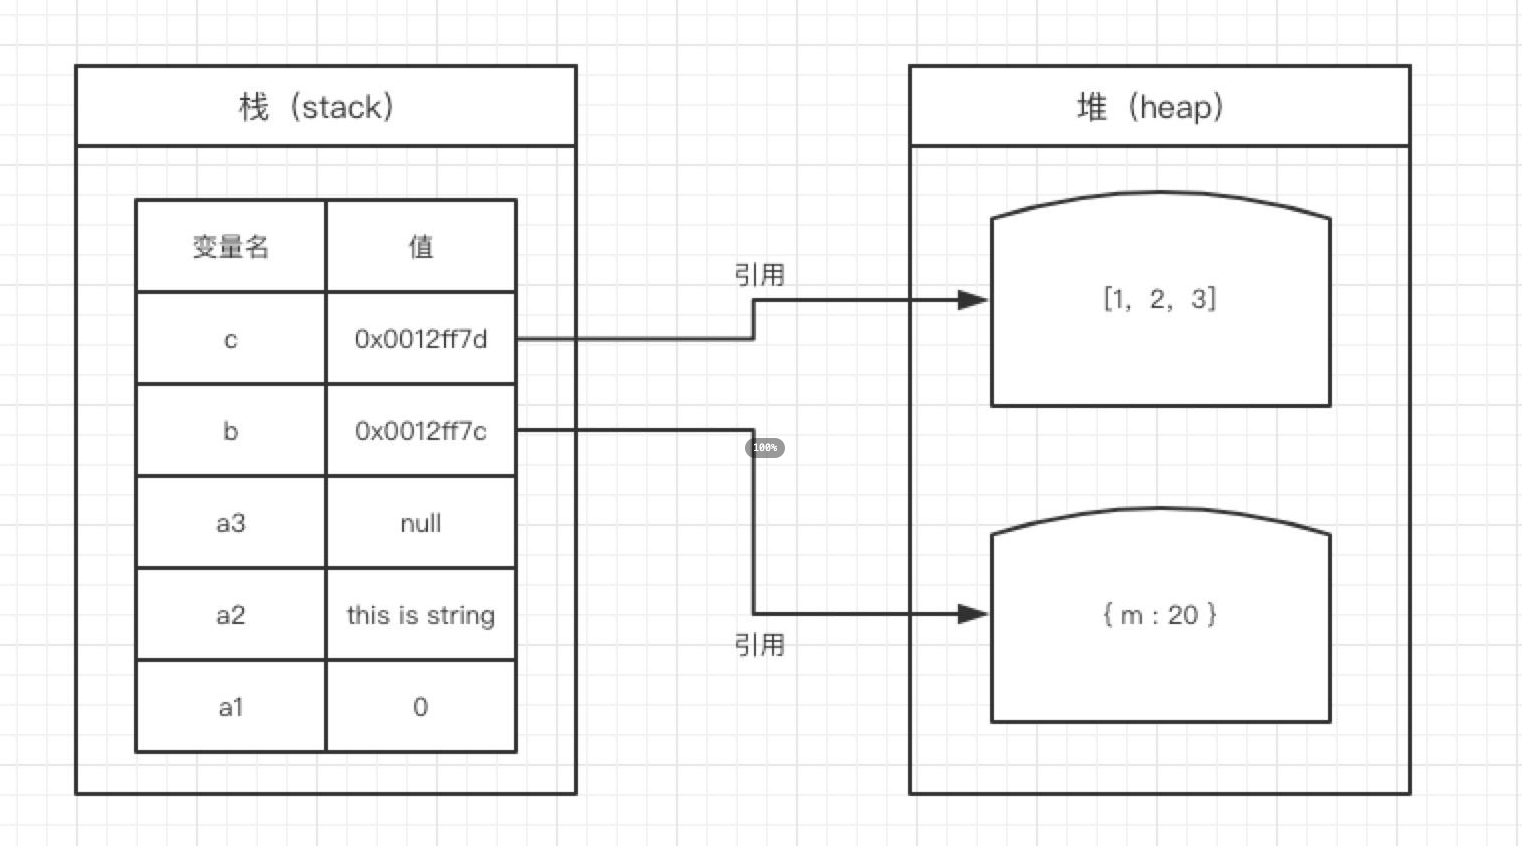 栈（stack）
堆（heap）
变量名 值
c 0x0012ff7d
b 0x0012ff7c
a3 null
a2 this is string
a1 0
引用
100%
引用
[1, 2, 3]
{ m : 20 }